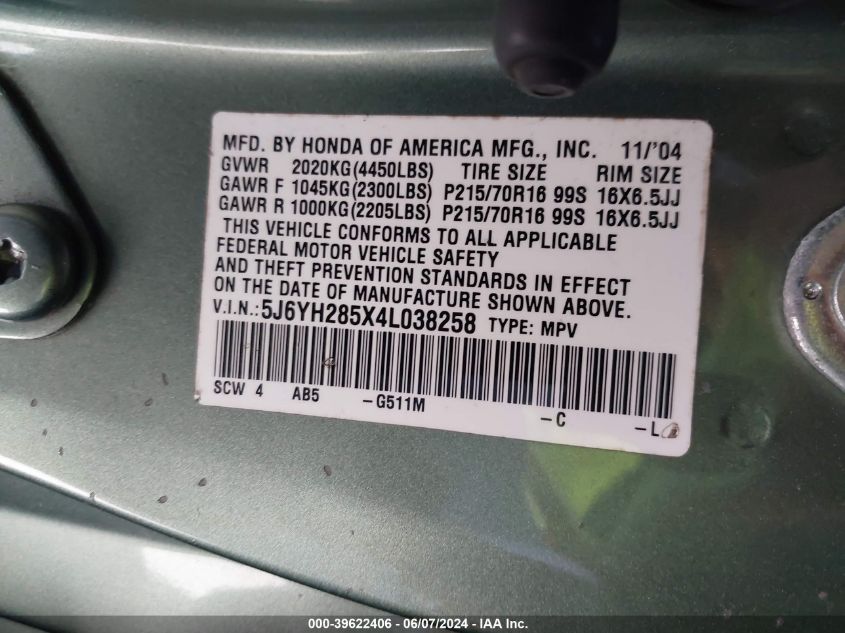 MFD. BY HONDA OF AMERICA MFG., INC. 11/'04
GVWR 2020KG(4450LBS) TIRE SIZE RIM SIZE
GAWR F 1045KG(2300LBS) P215/70R16 99S 16X6.5JJ
GAWR R 1000KG(2205LBS) P215/70R16 99S 16X6.5JJ
THIS VEHICLE CONFORMS TO ALL APPLICABLE
FEDERAL MOTOR VEHICLE SAFETY
AND THEFT PREVENTION STANDARDS IN EFFECT
ON THE DATE OF MANUFACTURE SHOWN ABOVE.
V.I.N.:5J6YH285X4L038258 TYPE: MPV
SCW 4 AB5 -G511M -C -L
000-39622406 - 06/07/2024 - IAA Inc.